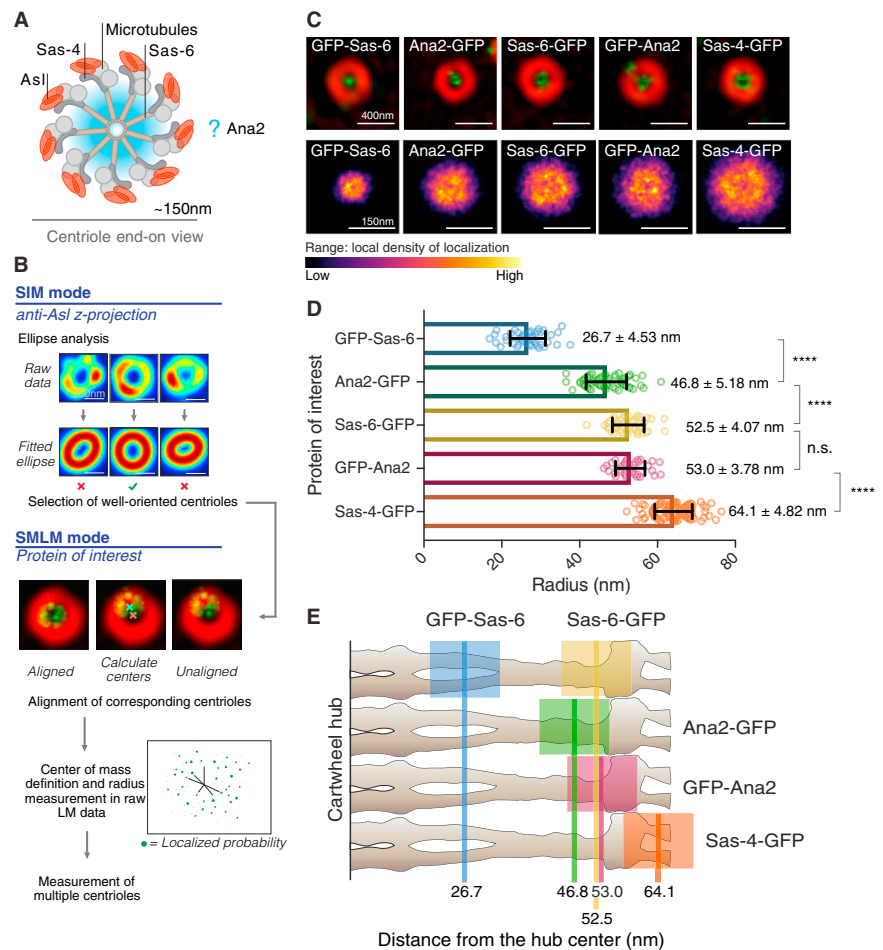 A
Microtubules
Sas-4
Sas-6
Asl
? Ana2
~150nm
Centriole end-on view
B
SIM mode
anti-Asl z-projection
Ellipse analysis
Raw
data
Fitted
ellipse
Selection of well-oriented centrioles
SMLM mode
Protein of interest
Aligned
Calculate
centers
Unaligned
Alignment of corresponding centrioles
Center of mass
definition and radius
measurement in raw
LM data
= Localized probability
Measurement of
multiple centrioles
C
GFP-Sas-6
Ana2-GFP
Sas-6-GFP
GFP-Ana2
Sas-4-GFP
400nm
GFP-Sas-6
Ana2-GFP
Sas-6-GFP
GFP-Ana2
Sas-4-GFP
150nm
Range: local density of localization
Low
High
D
Protein of interest
GFP-Sas-6
26.7 ± 4.53 nm
****
Ana2-GFP
46.8 ± 5.18 nm
****
Sas-6-GFP
52.5 ± 4.07 nm
n.s.
GFP-Ana2
53.0 ± 3.78 nm
****
Sas-4-GFP
64.1 ± 4.82 nm
0
20
40
60
80
Radius (nm)
E
GFP-Sas-6
Sas-6-GFP
Cartwheel hub
Ana2-GFP
GFP-Ana2
Sas-4-GFP
26.7
46.8
53.0
64.1
52.5
Distance from the hub center (nm)